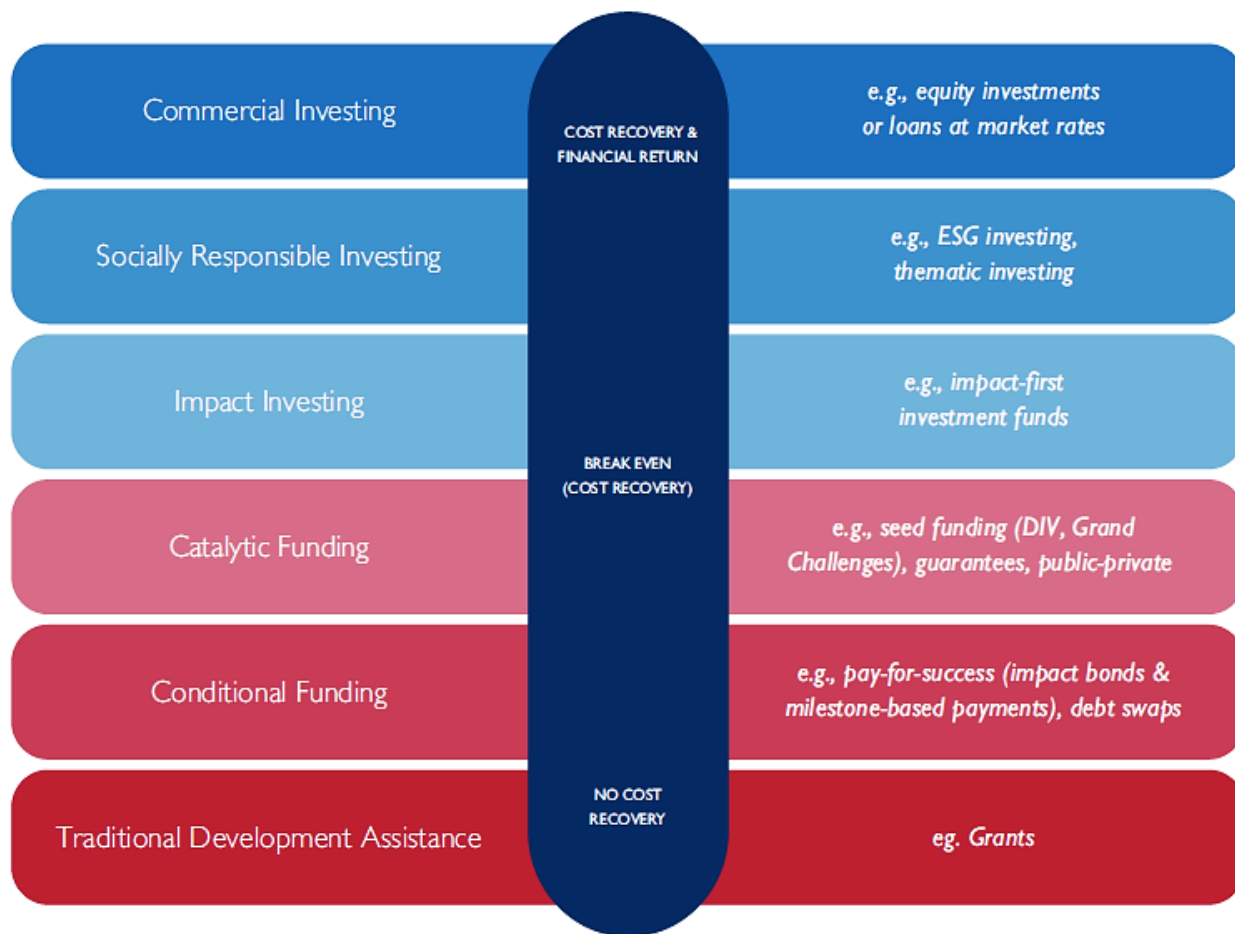 Commercial Investing
COST RECOVERY &
FINANCIAL RETURN
e.g., equity investments
or loans at market rates
Socially Responsible Investing
e.g., ESG investing,
thematic investing
Impact Investing
e.g., impact-first
investment funds
BREAK EVEN
(COST RECOVERY)
Catalytic Funding
e.g., seed funding (DIV, Grand
Challenges), guarantees, public-private
Conditional Funding
e.g., pay-for-success (impact bonds &
milestone-based payments), debt swaps
NO COST
RECOVERY
Traditional Development Assistance
eg. Grants